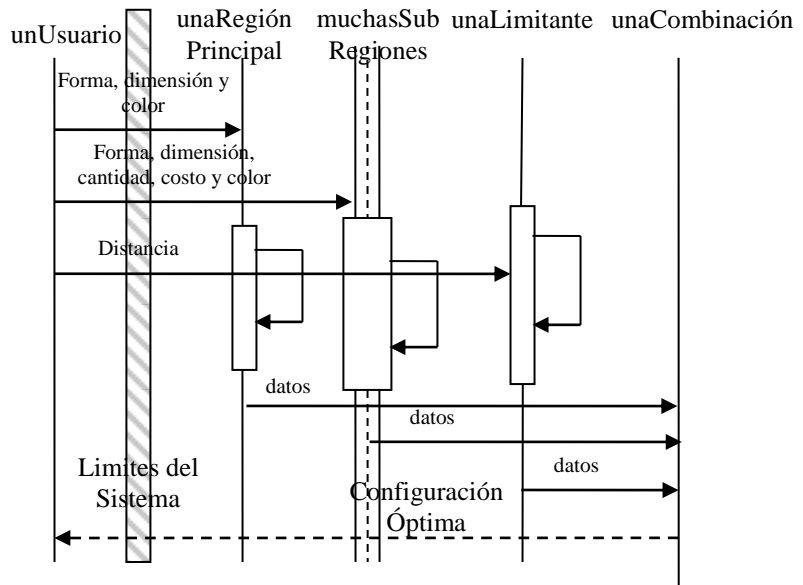 unUsuario
unaRegión
Principal
muchasSub
Regiones
unaLimitante
unaCombinación
Forma, dimensión y
color
Forma, dimensión,
cantidad, costo y color
Distancia
datos
datos
datos
Limites del
Sistema
Configuración
Óptima